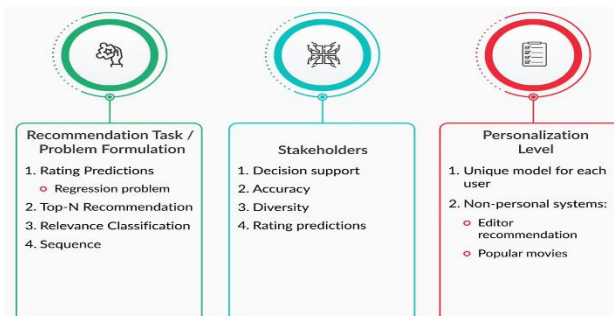 Recommendation Task /
Problem Formulation
1. Rating Predictions
Regression problem
2. Top-N Recommendation
3. Relevance Classification
4. Sequence
Stakeholders
1. Decision support
2. Accuracy
3. Diversity
4. Rating predictions
Personalization
Level
1. Unique model for each
user
2. Non-personal systems:
Editor
recommendation
Popular movies